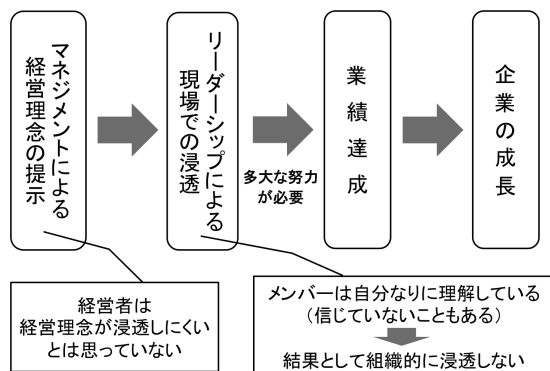 マネジメントによる
経営理念の提示
リーダーシップによる
現場での浸透
多大な努力
が必要
業績達成
企業の成長
経営者は
経営理念が浸透しにくい
とは思っていない
メンバーは自分なりに理解している
（信じていないこともある）
結果として組織的に浸透しない